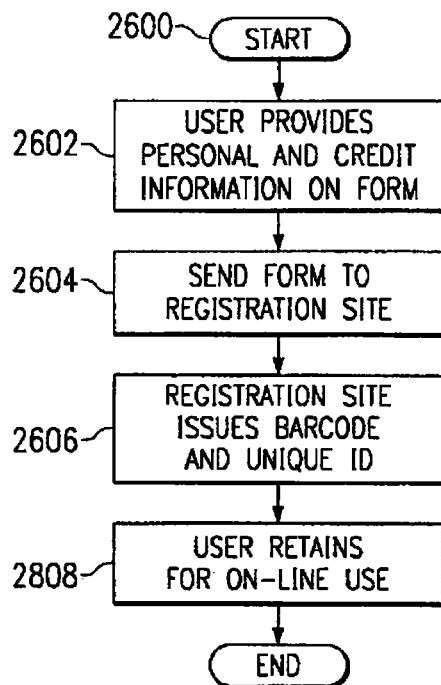 2600
START
2602
USER PROVIDES
PERSONAL AND CREDIT
INFORMATION ON FORM
2604
SEND FORM TO
REGISTRATION SITE
2606
REGISTRATION SITE
ISSUES BARCODE
AND UNIQUE ID
2808
USER RETAINS
FOR ON-LINE USE
END